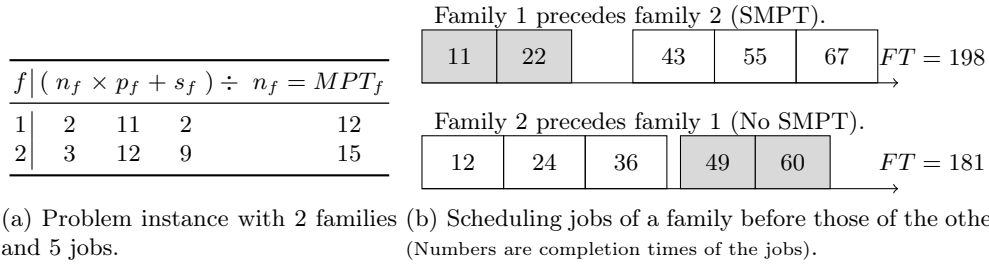 Family 1 precedes family 2 (SMPT).
11 22 43 55 67 FT = 198
f | ( n_f × p_f + s_f ) ÷ n_f = MPT_f
1 | 2 11 2 12
2 | 3 12 9 15
Family 2 precedes family 1 (No SMPT).
12 24 36 49 60 FT = 181
(a) Problem instance with 2 families and 5 jobs.
(b) Scheduling jobs of a family before those of the othe
(Numbers are completion times of the jobs).